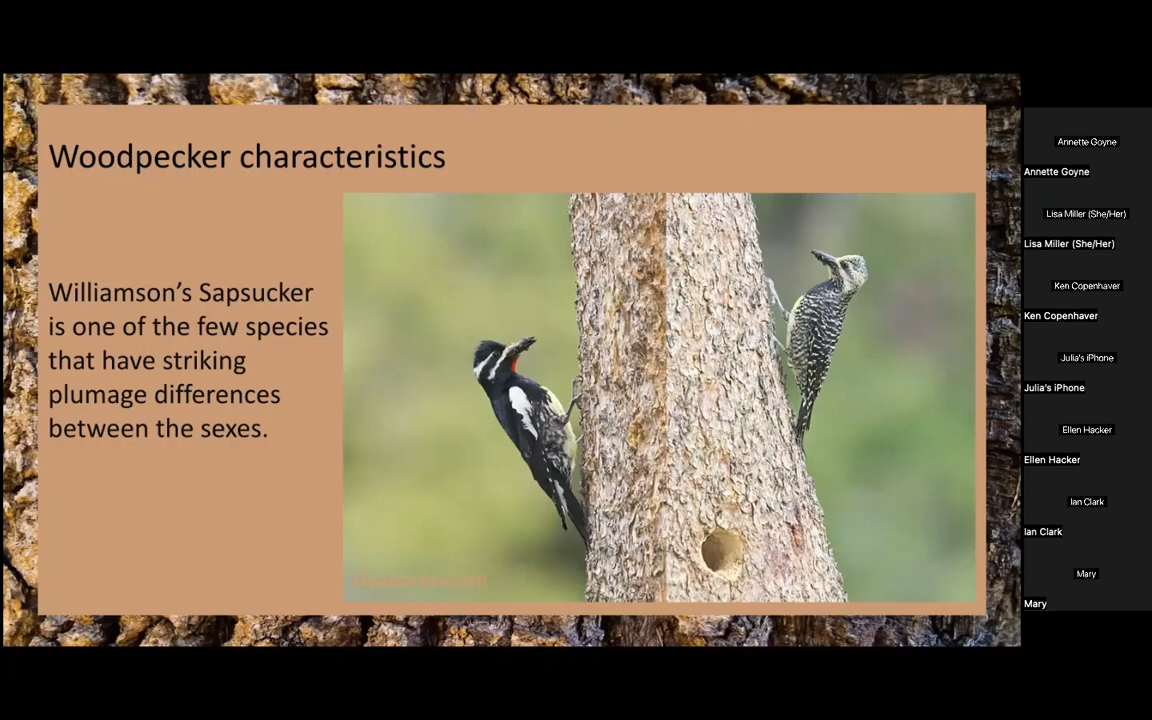 Woodpecker characteristics
Williamson's Sapsucker
is one of the few species
that have striking
plumage differences
between the sexes.
Annette Goyne
Annette Goyne
Lisa Miller (She/Her)
Lisa Miller (She/Her)
Ken Copenhaver
Ken Copenhaver
Julia's iPhone
Julia's iPhone
Ellen Hacker
Ellen Hacker
Ian Clark
Ian Clark
Mary
Mary